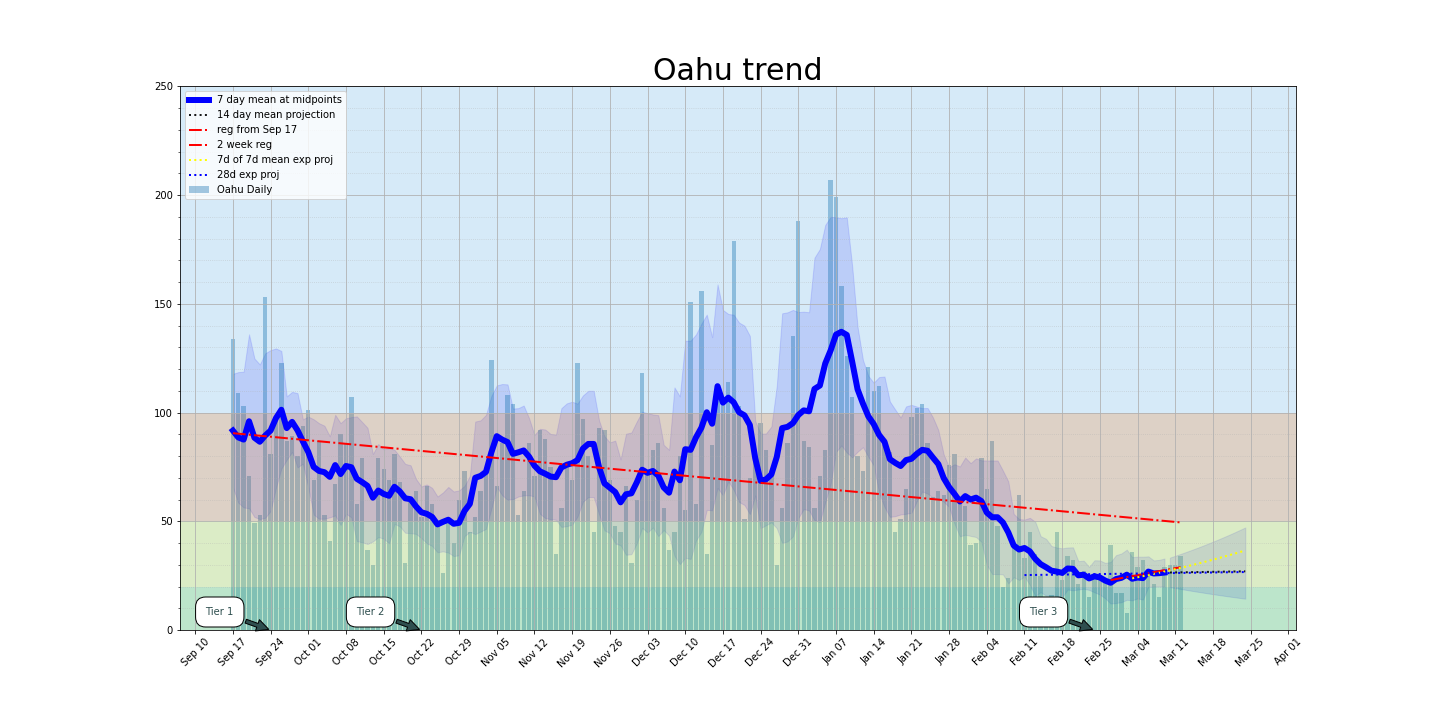 Oahu trend
250
200
150
100
50
0
7 day mean at midpoints
14 day mean projection
reg from Sep 17
2 week reg
7d of 7d mean exp proj
28d exp proj
Oahu Daily
Tier 1
Tier 2
Tier 3
Sep 10
Sep 17
Sep 24
Oct 01
Oct 08
Oct 15
Oct 22
Oct 29
Nov 05
Nov 12
Nov 19
Nov 26
Dec 03
Dec 10
Dec 17
Dec 24
Dec 31
Jan 07
Jan 14
Jan 21
Jan 28
Feb 04
Feb 11
Feb 18
Feb 25
Mar 04
Mar 11
Mar 18
Mar 25
Apr 01